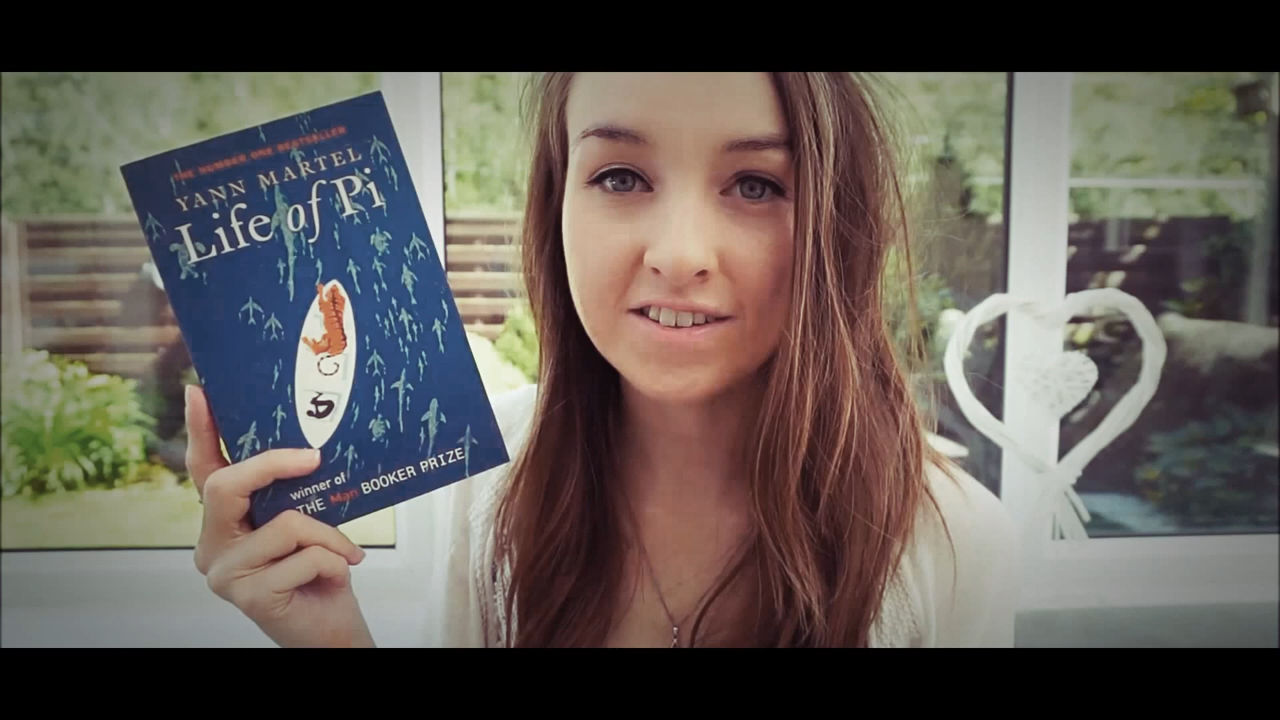 THE NUMBER ONE BESTSELLER
YANN MARTEL
Life of Pi
winner of
THE Man BOOKER PRIZE